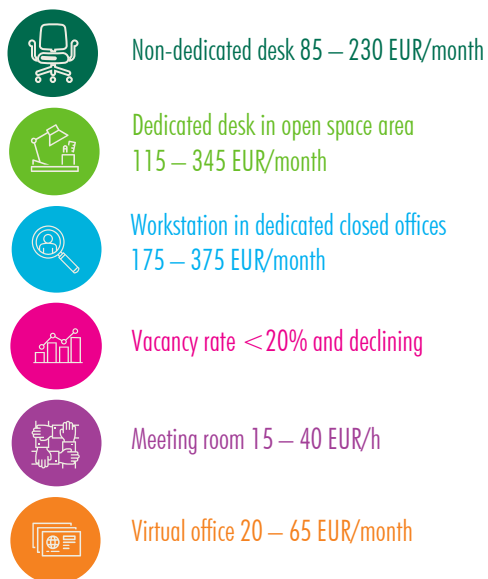 Non-dedicated desk 85 – 230 EUR/month
Dedicated desk in open space area
115 – 345 EUR/month
Workstation in dedicated closed offices
175 – 375 EUR/month
Vacancy rate <20% and declining
Meeting room 15 – 40 EUR/h
Virtual office 20 – 65 EUR/month